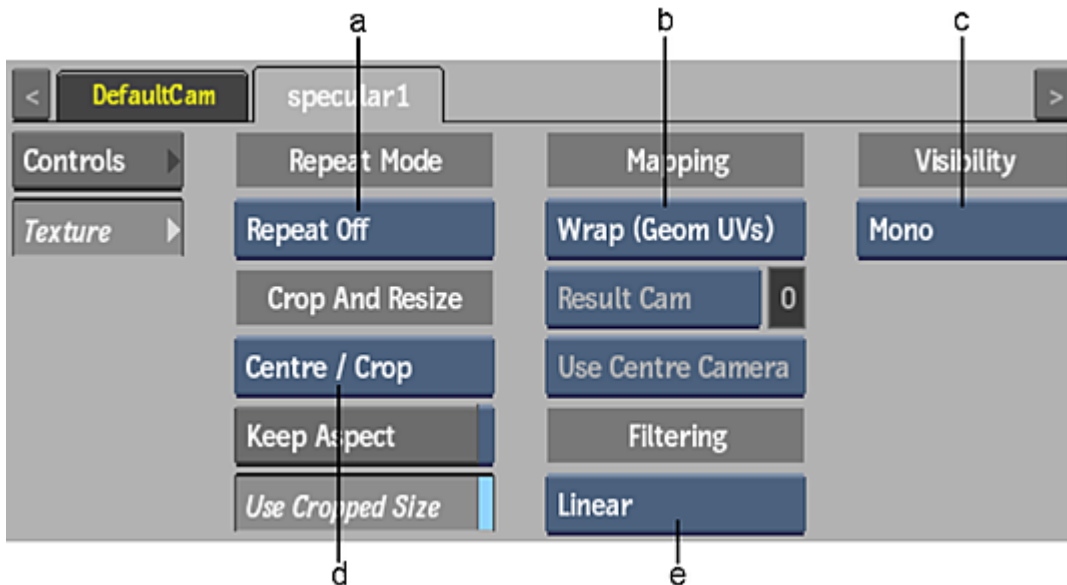 a b c
< DefaultCam specular1 >
Controls Repeat Mode Mapping Visibility
Texture Repeat Off Wrap (Geom UVs) Mono
Crop And Resize Result Cam 0
Centre / Crop Use Centre Camera
Keep Aspect Filtering
Use Cropped Size Linear
d e